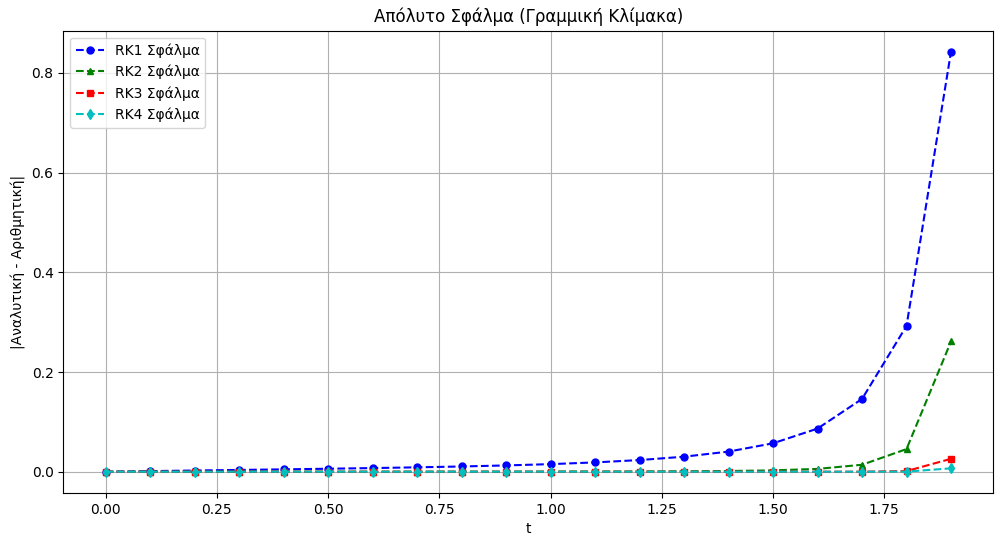 Απόλυτο Σφάλμα (Γραμμική Κλίμακα)
RK1 Σφάλμα
RK2 Σφάλμα
RK3 Σφάλμα
RK4 Σφάλμα
|Αναλυτική - Αριθμητική|
0.8
0.6
0.4
0.2
0.0
0.00 0.25 0.50 0.75 1.00 1.25 1.50 1.75
t